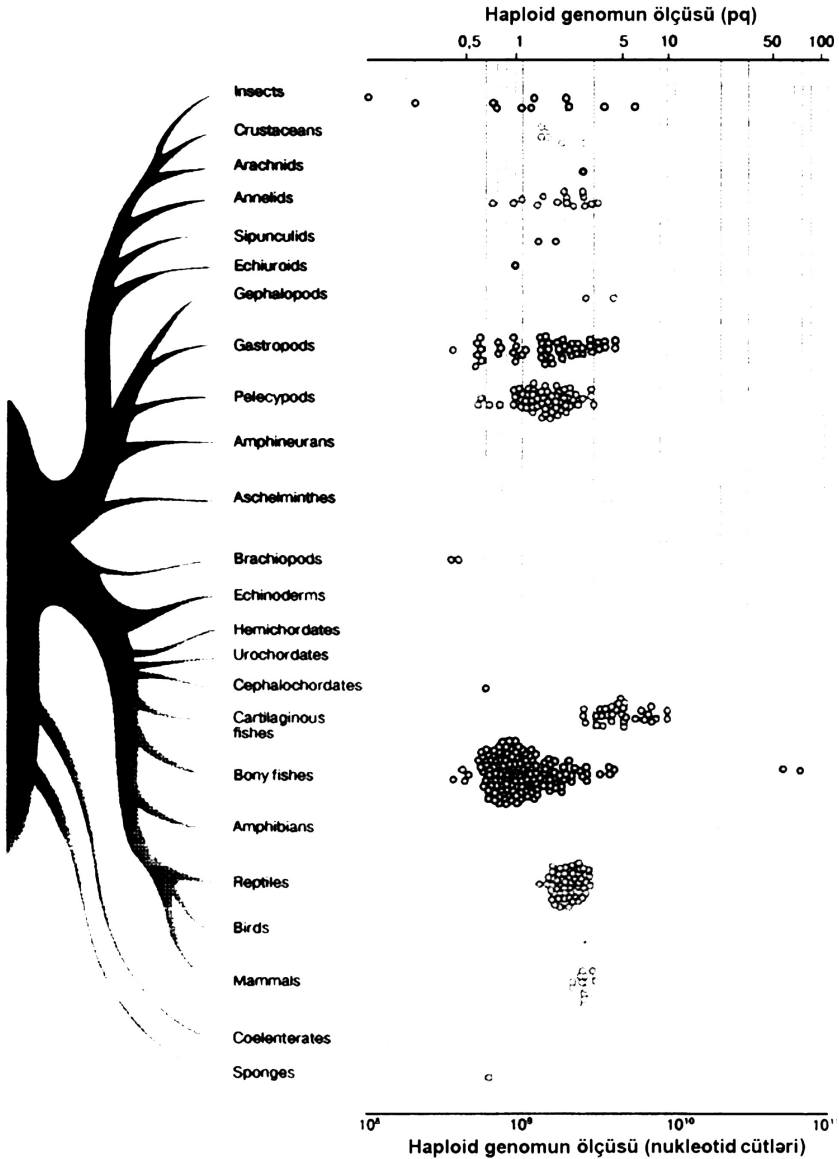 Haploid genomun ölçüsü (pq)
0,5 1 5 10 50 100
Insects
Crustaceans
Arachnids
Annelids
Sipunculids
Echiuroids
Gephalopods
Gastropods
Pelecypods
Amphineurans
Aschelminthes
Brachiopods
Echinoderms
Hemichordates
Urochordates
Cephalochordates
Cartilaginous
fishes
Bony fishes
Amphibians
Reptiles
Birds
Mammals
Coelenterates
Sponges
10⁸ 10⁹ 10¹⁰ 10¹¹
Haploid genomun ölçüsü (nukleotid cütləri)